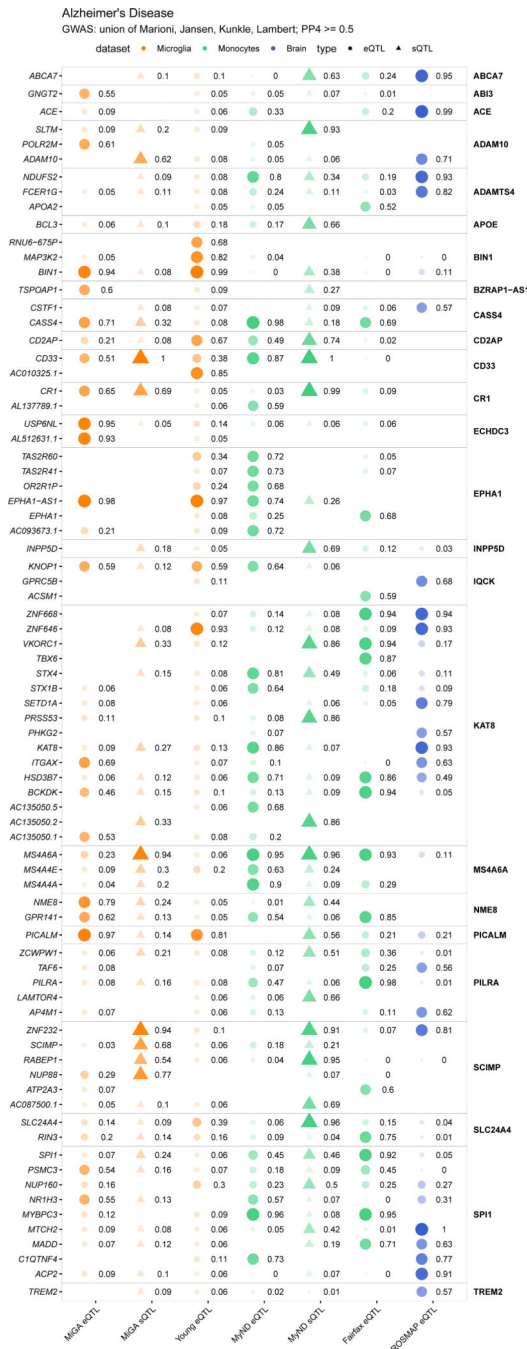 Alzheimer's Disease
GWAS: union of Marioni, Jansen, Kunkle, Lambert; PP4 >= 0.5
dataset Microglia Monocytes Brain type eQTL sQTL
ABCA7 0.1 0.1 0 0.63 0.24 0.95 ABCA7
GNGT2 0.55 0.05 0.05 0.07 0.01 ABI3
ACE 0.09 0.06 0.33 0.2 0.99 ACE
SLTM 0.09 0.2 0.09 0.93
POLR2M 0.61 0.05 ADAM10
ADAM10 0.62 0.08 0.05 0.06 0.71
NDUFS2 0.09 0.08 0.8 0.34 0.19 0.93
FCER1G 0.05 0.11 0.08 0.24 0.11 0.03 0.82 ADAMTS4
APOA2 0.05 0.05 0.52
BCL3 0.06 0.1 0.18 0.17 0.66 APOE
RNU6-675P 0.68
MAP3K2 0.05 0.82 0.04 0 0 BIN1
BIN1 0.94 0.08 0.99 0 0.38 0 0.11
TSPOAP1 0.6 0.09 0.27 BZRAP1-AS1
CSTF1 0.08 0.07 0.09 0.06 0.57
CASS4 0.71 0.32 0.08 0.98 0.18 0.69 CASS4
CD2AP 0.21 0.08 0.67 0.49 0.74 0.02 CD2AP
CD33 0.51 1 0.38 0.87 1 0 CD33
AC010325.1 0.85
CR1 0.65 0.69 0.05 0.03 0.99 0.09 CR1
AL137789.1 0.06 0.59
USP6NL 0.95 0.05 0.14 0.06 0.06 0.06 ECHDC3
AL512631.1 0.93 0.05
TAS2R60 0.34 0.72 0.05
TAS2R41 0.07 0.73 0.07
OR2R1P 0.24 0.68 EPHA1
EPHA1-AS1 0.98 0.97 0.74 0.26
EPHA1 0.08 0.25 0.68
AC093673.1 0.21 0.09 0.72
INPP5D 0.18 0.05 0.69 0.12 0.03 INPP5D
KNOP1 0.59 0.12 0.59 0.64 0.06
GPRC5B 0.11 0.68 IQCK
ACSM1 0.59
ZNF668 0.07 0.14 0.08 0.94 0.94
ZNF646 0.08 0.93 0.12 0.08 0.09 0.93
VKORC1 0.33 0.12 0.86 0.94 0.17
TBX6 0.87
STX4 0.15 0.08 0.81 0.49 0.06 0.11
STX1B 0.06 0.06 0.64 0.18 0.09
SETD1A 0.08 0.06 0.06 0.05 0.79
PRSS53 0.11 0.1 0.08 0.86 KAT8
PHKG2 0.07 0.57
KAT8 0.09 0.27 0.13 0.86 0.07 0.93
ITGAX 0.69 0.07 0.1 0 0.63
HSD3B7 0.06 0.12 0.06 0.71 0.09 0.86 0.49
BCKDK 0.46 0.15 0.1 0.13 0.09 0.94 0.05
AC135050.5 0.06 0.68
AC135050.2 0.33 0.86
AC135050.1 0.53 0.08 0.2
MS4A6A 0.23 0.94 0.06 0.95 0.96 0.93 0.11
MS4A4E 0.09 0.3 0.2 0.63 0.24 MS4A6A
MS4A4A 0.04 0.2 0.9 0.09 0.29
NME8 0.79 0.24 0.05 0.01 0.44 NME8
GPR141 0.62 0.13 0.05 0.54 0.06 0.85
PICALM 0.97 0.14 0.81 0.56 0.21 0.21 PICALM
ZCWPW1 0.06 0.21 0.08 0.12 0.51 0.36 0.01
TAF6 0.08 0.07 0.25 0.56
PILRA 0.08 0.16 0.08 0.47 0.06 0.98 0.01 PILRA
LAMTOR4 0.06 0.06 0.66
AP4M1 0.07 0.06 0.13 0.11 0.62
ZNF232 0.94 0.1 0.91 0.07 0.81
SCIMP 0.03 0.68 0.06 0.18 0.21
RABEP1 0.54 0.06 0.04 0.95 0 0 SCIMP
NUP88 0.29 0.77 0.07 0
ATP2A3 0.07 0.6
AC087500.1 0.05 0.1 0.06 0.69
SLC24A4 0.14 0.09 0.39 0.06 0.96 0.15 0.04 SLC24A4
RIN3 0.2 0.14 0.16 0.09 0.04 0.75 0.01
SPI1 0.07 0.24 0.06 0.45 0.46 0.92 0.05
PSMC3 0.54 0.16 0.07 0.18 0.09 0.45 0
NUP160 0.16 0.3 0.23 0.5 0.25 0.27
NR1H3 0.55 0.13 0.57 0.07 0 0.31
MYBPC3 0.12 0.09 0.96 0.08 0.95 SPI1
MTCH2 0.09 0.08 0.06 0.05 0.42 0.01 1
MADD 0.07 0.12 0.06 0.19 0.71 0.63
C1QTNF4 0.11 0.73 0.77
ACP2 0.09 0.1 0.06 0 0.07 0 0.91
TREM2 0.09 0.06 0.02 0.01 0.57 TREM2
MiGA eQTL MiGA sQTL Young eQTL MyND eQTL MyND sQTL Fairfax eQTL ROSMAP eQTL